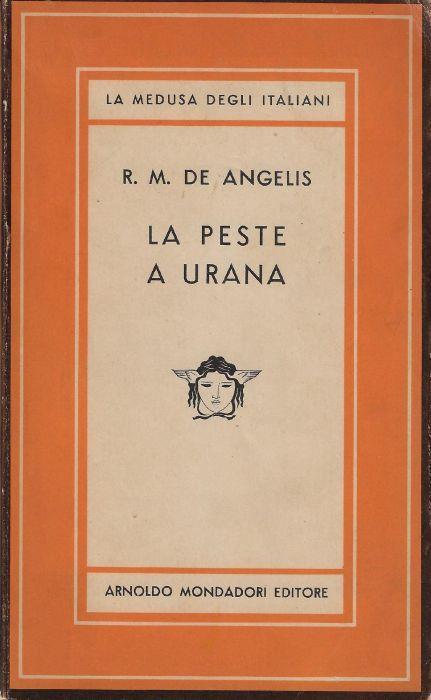 LA MEDUSA DEGLI ITALIANI
R. M. DE ANGELIS
LA PESTE
A URANA
ARNOLDO MONDADORI EDITORE